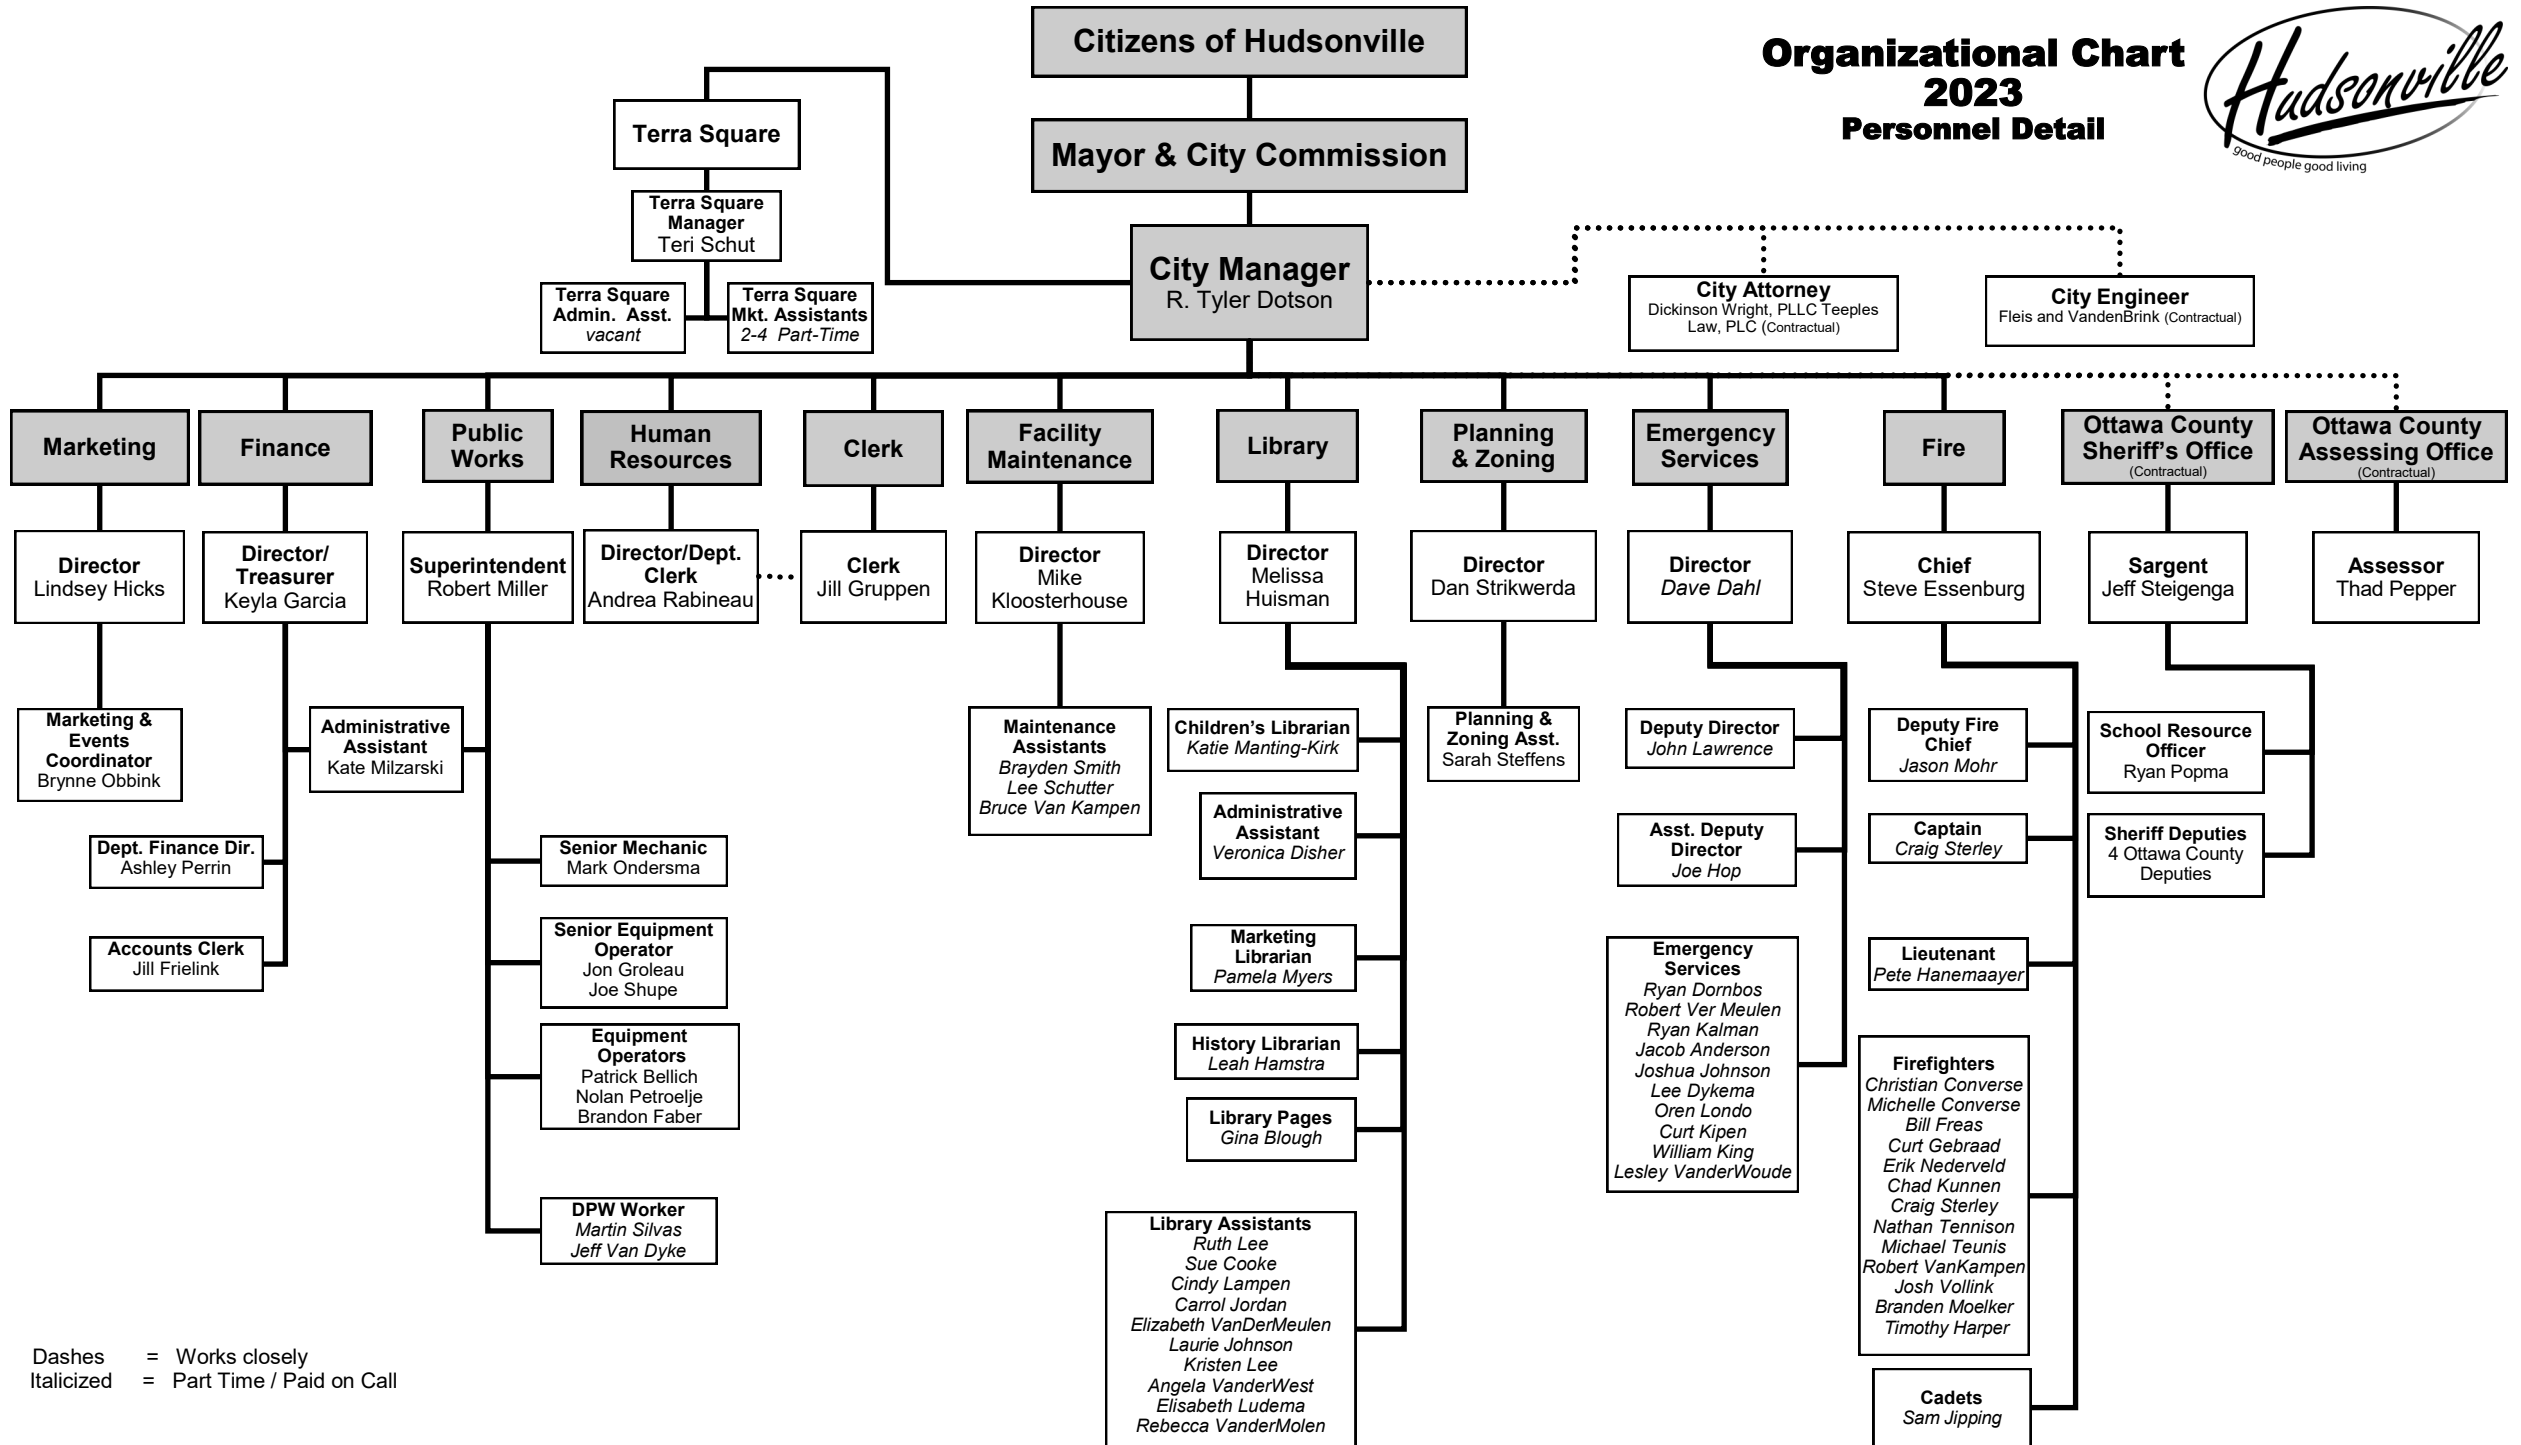 Citizens of Hudsonville
Organizational Chart
2023
Personnel Detail
Hudsonville
good people good living
Mayor & City Commission
City Manager
R. Tyler Dotson
Terra Square
Terra Square
Manager
Teri Schut
Terra Square
Admin. Asst.
vacant
Terra Square
Mkt. Assistants
2-4 Part-Time
City Attorney
Dickinson Wright, PLLC Teeples
Law, PLC (Contractual)
City Engineer
Fleis and VandenBrink (Contractual)
Marketing
Director
Lindsey Hicks
Marketing &
Events
Coordinator
Brynne Obbink
Finance
Director/
Treasurer
Keyla Garcia
Administrative
Assistant
Kate Milzarski
Dept. Finance Dir.
Ashley Perrin
Accounts Clerk
Jill Frielink
Public
Works
Superintendent
Robert Miller
Senior Mechanic
Mark Ondersma
Senior Equipment
Operator
Jon Groleau
Joe Shupe
Equipment
Operators
Patrick Bellich
Nolan Petroelje
Brandon Faber
DPW Worker
Martin Silvas
Jeff Van Dyke
Human
Resources
Director/Dept.
Clerk
Andrea Rabineau
Clerk
Clerk
Jill Gruppen
Facility
Maintenance
Director
Mike
Kloosterhouse
Maintenance
Assistants
Brayden Smith
Lee Schutter
Bruce Van Kampen
Library
Director
Melissa
Huisman
Children’s Librarian
Katie Manting-Kirk
Administrative
Assistant
Veronica Disher
Marketing
Librarian
Pamela Myers
History Librarian
Leah Hamstra
Library Pages
Gina Blough
Library Assistants
Ruth Lee
Sue Cooke
Cindy Lampen
Carrol Jordan
Elizabeth VanDerMeulen
Laurie Johnson
Kristen Lee
Angela VanderWest
Elisabeth Ludema
Rebecca VanderMolen
Planning
& Zoning
Director
Dan Strikwerda
Planning &
Zoning Asst.
Sarah Steffens
Emergency
Services
Director
Dave Dahl
Deputy Director
John Lawrence
Asst. Deputy
Director
Joe Hop
Emergency
Services
Ryan Dornbos
Robert Ver Meulen
Ryan Kalman
Jacob Anderson
Joshua Johnson
Lee Dykema
Oren Londo
Curt Kipen
William King
Lesley VanderWoude
Fire
Chief
Steve Essenburg
Deputy Fire
Chief
Jason Mohr
Captain
Craig Sterley
Lieutenant
Pete Hanemaayer
Firefighters
Christian Converse
Michelle Converse
Bill Freas
Curt Gebraad
Erik Nederveld
Chad Kunnen
Craig Sterley
Nathan Tennison
Michael Teunis
Robert VanKampen
Josh Vollink
Branden Moelker
Timothy Harper
Cadets
Sam Jipping
Ottawa County
Sheriff’s Office
(Contractual)
Sargent
Jeff Steigenga
School Resource
Officer
Ryan Popma
Sheriff Deputies
4 Ottawa County
Deputies
Ottawa County
Assessing Office
(Contractual)
Assessor
Thad Pepper
Dashes = Works closely
Italicized = Part Time / Paid on Call